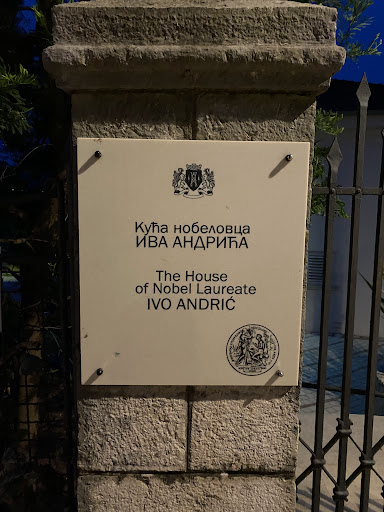 Кућа нобеловца
ИВА АНДРИЋА
The House
of Nobel Laureate
IVO ANDRIĆ